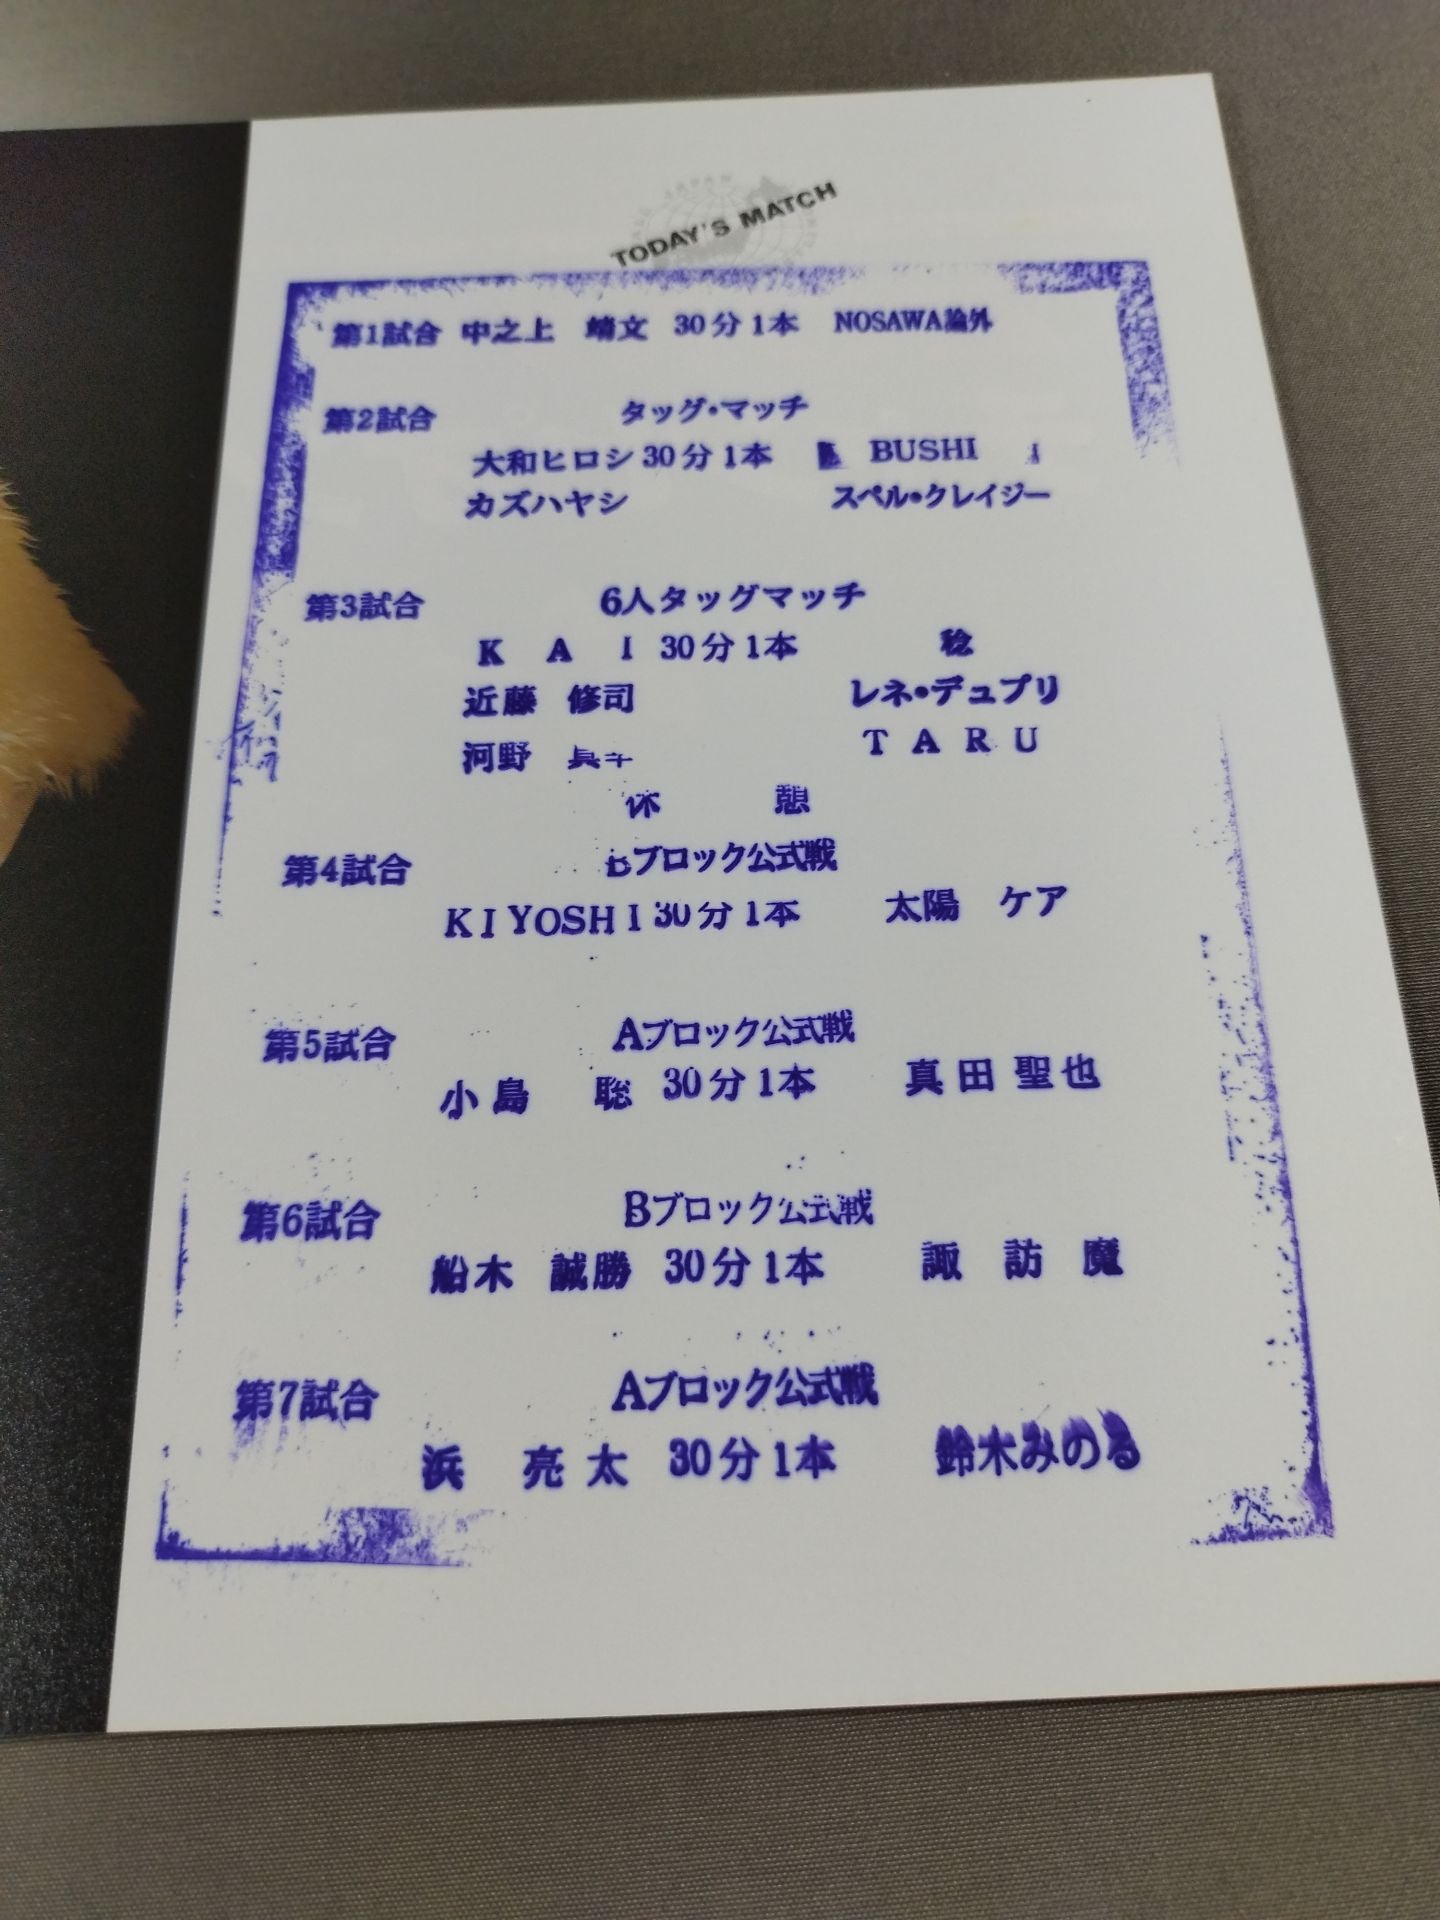 TODAY'S MATCH
第1試合 中之上 靖文 30分1本 NOSAWA論外
第2試合 タッグ・マッチ
大和ヒロシ 30分1本 BUSHI
カズハヤシ スペル・クレイジー
第3試合 6人タッグマッチ
K A I 30分1本 稔
近藤 修司 レネ・デュプリ
河野 真幸 TARU
休 憩
第4試合 Bブロック公式戦
KIYOSHI 30分1本 太陽 ケア
第5試合 Aブロック公式戦
小島 聡 30分1本 真田聖也
第6試合 Bブロック公式戦
船木 誠勝 30分1本 諏訪魔
第7試合 Aブロック公式戦
浜 亮太 30分1本 鈴木みのる